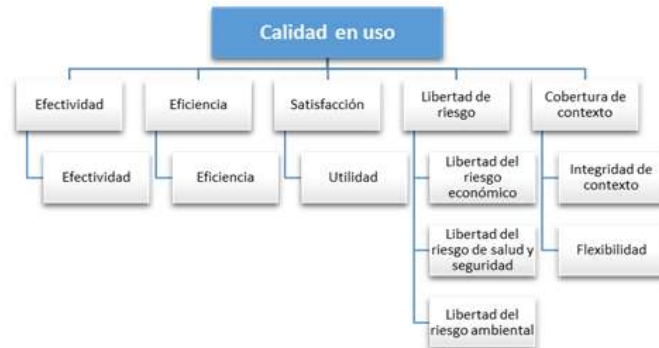 Calidad en uso
Efectividad
Eficiencia
Satisfacción
Libertad de
riesgo
Cobertura de
contexto
Efectividad
Eficiencia
Utilidad
Libertad del
riesgo
económico
Integridad de
contexto
Libertad del
riesgo de salud y
seguridad
Flexibilidad
Libertad del
riesgo ambiental